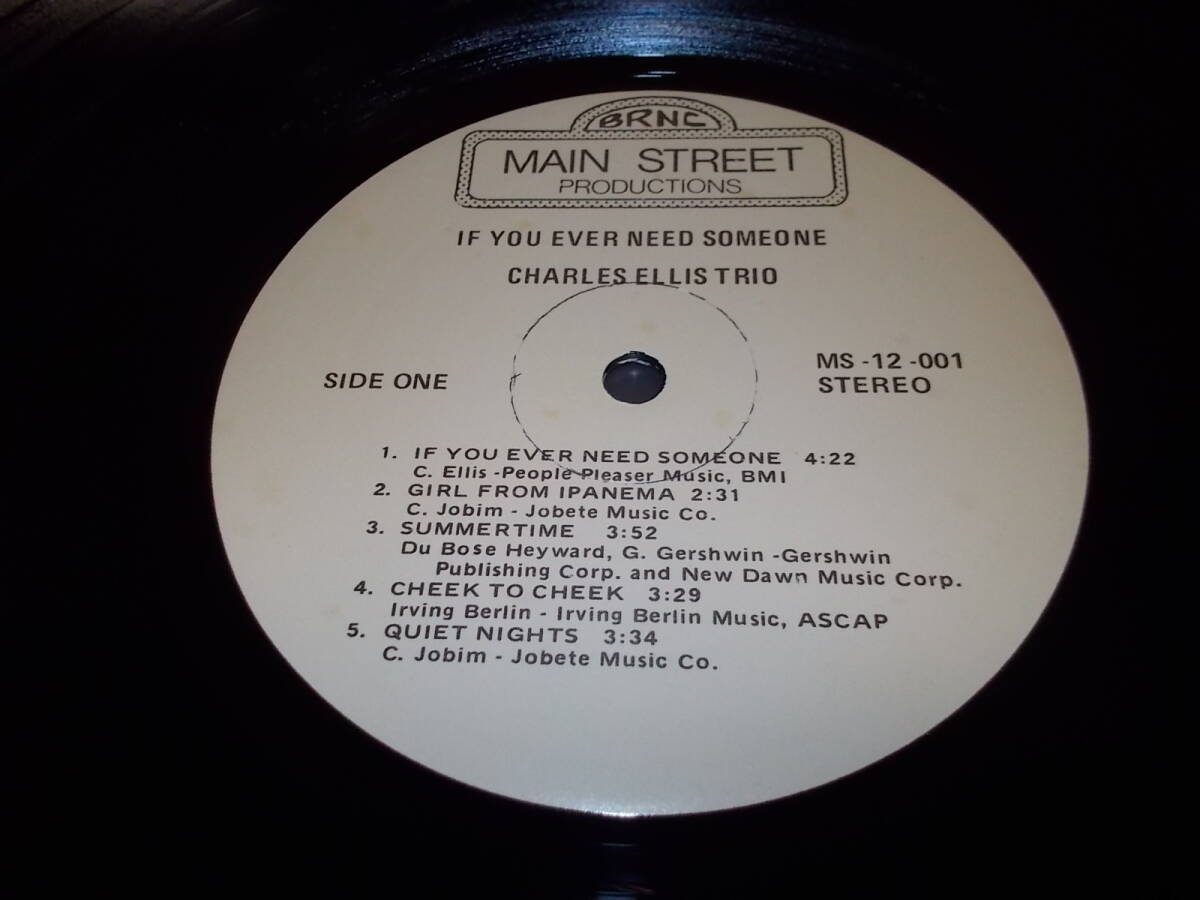 BRNC
MAIN STREET
PRODUCTIONS
IF YOU EVER NEED SOMEONE
CHARLES ELLIS TRIO
SIDE ONE
MS -12 -001
STEREO
1. IF YOU EVER NEED SOMEONE 4:22
C. Ellis -People Pleaser Music, BMI
2. GIRL FROM IPANEMA 2:31
C. Jobim - Jobete Music Co.
3. SUMMERTIME 3:52
Du Bose Heyward, G. Gershwin -Gershwin
Publishing Corp. and New Dawn Music Corp.
4. CHEEK TO CHEEK 3:29
Irving Berlin - Irving Berlin Music, ASCAP
5. QUIET NIGHTS 3:34
C. Jobim - Jobete Music Co.